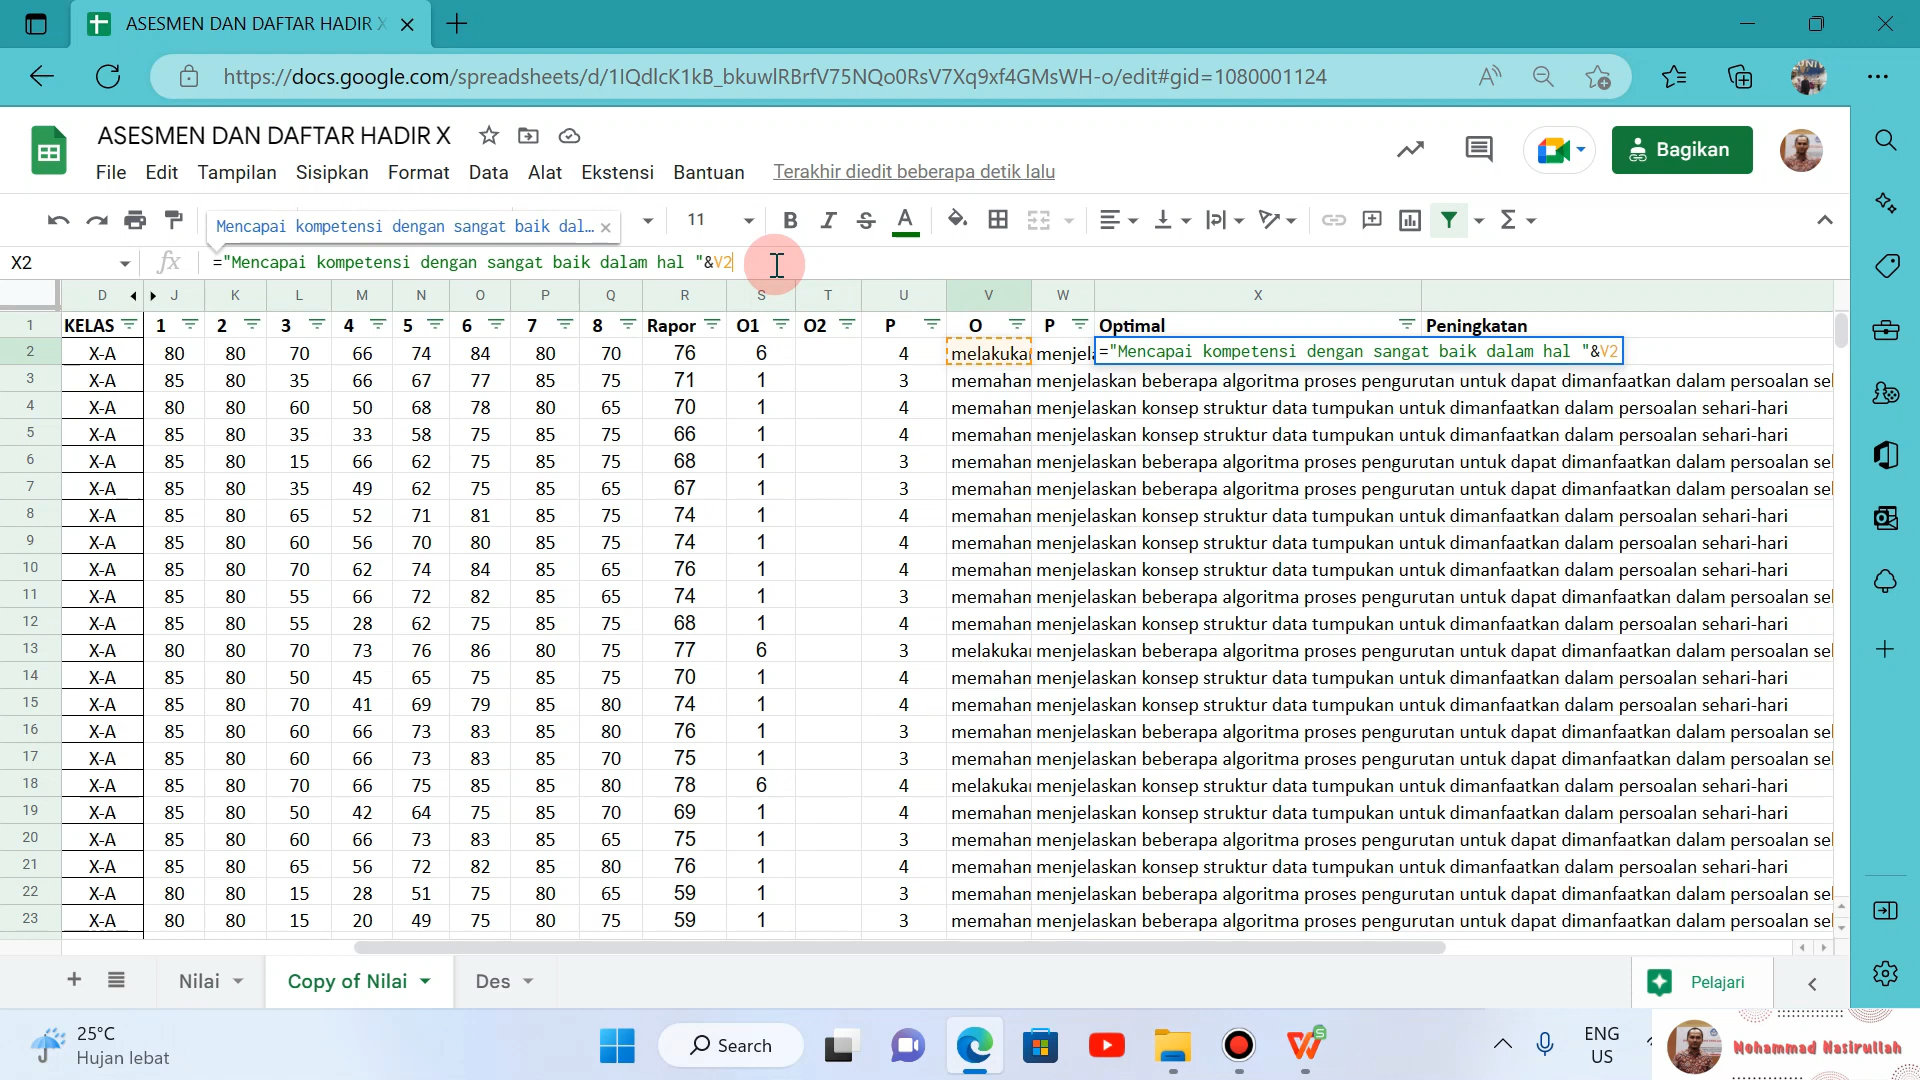 ASESMEN DAN DAFTAR HADIR X
https://docs.google.com/spreadsheets/d/1IQdlcK1kB_bkuwlRBrfV75NQo0RsV7Xq9xf4GMsWH-o/edit#gid=1080001124
ASESMEN DAN DAFTAR HADIR X
Bagikan
File Edit Tampilan Sisipkan Format Data Alat Ekstensi Bantuan Terakhir diedit beberapa detik lalu
Mencapai kompetensi dengan sangat baik dal... 11 B I S A
X2 fx ="Mencapai kompetensi dengan sangat baik dalam hal "&V2
D J K L M N O P Q R S T U V W X
1 KELAS 1 2 3 4 5 6 7 8 Rapor O1 O2 P O P Optimal Peningkatan
2 X-A 80 80 70 66 74 84 80 70 76 6 4 melakukan menjela ="Mencapai kompetensi dengan sangat baik dalam hal "&V2
3 X-A 85 80 35 66 67 77 85 75 71 1 3 memahan menjelaskan beberapa algoritma proses pengurutan untuk dapat dimanfaatkan dalam persoalan sel
4 X-A 80 80 60 50 68 78 80 65 70 1 4 memahan menjelaskan konsep struktur data tumpukan untuk dimanfaatkan dalam persoalan sehari-hari
5 X-A 85 80 35 33 58 75 85 75 66 1 4 memahan menjelaskan konsep struktur data tumpukan untuk dimanfaatkan dalam persoalan sehari-hari
6 X-A 85 80 15 66 62 75 85 75 68 1 3 memahan menjelaskan beberapa algoritma proses pengurutan untuk dapat dimanfaatkan dalam persoalan sel
7 X-A 85 80 35 49 62 75 85 65 67 1 3 memahan menjelaskan beberapa algoritma proses pengurutan untuk dapat dimanfaatkan dalam persoalan sel
8 X-A 85 80 65 52 71 81 85 75 74 1 4 memahan menjelaskan konsep struktur data tumpukan untuk dimanfaatkan dalam persoalan sehari-hari
9 X-A 85 80 60 56 70 80 85 75 74 1 4 memahan menjelaskan konsep struktur data tumpukan untuk dimanfaatkan dalam persoalan sehari-hari
10 X-A 85 80 70 62 74 84 85 65 76 1 4 memahan menjelaskan konsep struktur data tumpukan untuk dimanfaatkan dalam persoalan sehari-hari
11 X-A 85 80 55 66 72 82 85 65 74 1 3 memahan menjelaskan beberapa algoritma proses pengurutan untuk dapat dimanfaatkan dalam persoalan sel
12 X-A 85 80 55 28 62 75 85 75 68 1 4 memahan menjelaskan konsep struktur data tumpukan untuk dimanfaatkan dalam persoalan sehari-hari
13 X-A 80 80 70 73 76 86 80 75 77 6 3 melakukan menjelaskan beberapa algoritma proses pengurutan untuk dapat dimanfaatkan dalam persoalan sel
14 X-A 85 80 50 45 65 75 85 75 70 1 4 memahan menjelaskan konsep struktur data tumpukan untuk dimanfaatkan dalam persoalan sehari-hari
15 X-A 85 80 70 41 69 79 85 80 74 1 4 memahan menjelaskan konsep struktur data tumpukan untuk dimanfaatkan dalam persoalan sehari-hari
16 X-A 85 80 60 66 73 83 85 80 76 1 3 memahan menjelaskan beberapa algoritma proses pengurutan untuk dapat dimanfaatkan dalam persoalan sel
17 X-A 85 80 60 66 73 83 85 70 75 1 3 memahan menjelaskan beberapa algoritma proses pengurutan untuk dapat dimanfaatkan dalam persoalan sel
18 X-A 85 80 70 66 75 85 85 80 78 6 4 melakukan menjelaskan konsep struktur data tumpukan untuk dimanfaatkan dalam persoalan sehari-hari
19 X-A 85 80 50 42 64 75 85 70 69 1 4 memahan menjelaskan konsep struktur data tumpukan untuk dimanfaatkan dalam persoalan sehari-hari
20 X-A 85 80 60 66 73 83 85 65 75 1 3 memahan menjelaskan beberapa algoritma proses pengurutan untuk dapat dimanfaatkan dalam persoalan sel
21 X-A 85 80 65 56 72 82 85 80 76 1 4 memahan menjelaskan konsep struktur data tumpukan untuk dimanfaatkan dalam persoalan sehari-hari
22 X-A 80 80 15 28 51 75 80 65 59 1 3 memahan menjelaskan beberapa algoritma proses pengurutan untuk dapat dimanfaatkan dalam persoalan sel
23 X-A 80 80 15 20 49 75 80 75 59 1 3 memahan menjelaskan beberapa algoritma proses pengurutan untuk dapat dimanfaatkan dalam persoalan sel
Nilai Copy of Nilai Des Pelajari
25°C
Hujan lebat
Search
ENG
US
Mohammad Nasirullah